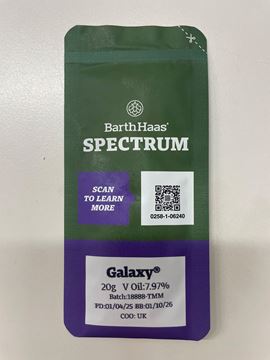 BarthHaas®
SPECTRUM
SCAN
TO LEARN
MORE
0258-1-06240
Galaxy®
20g V Oil:7.97%
Batch:18888-TMM
PD:01/04/25 BB:01/10/26
COO: UK